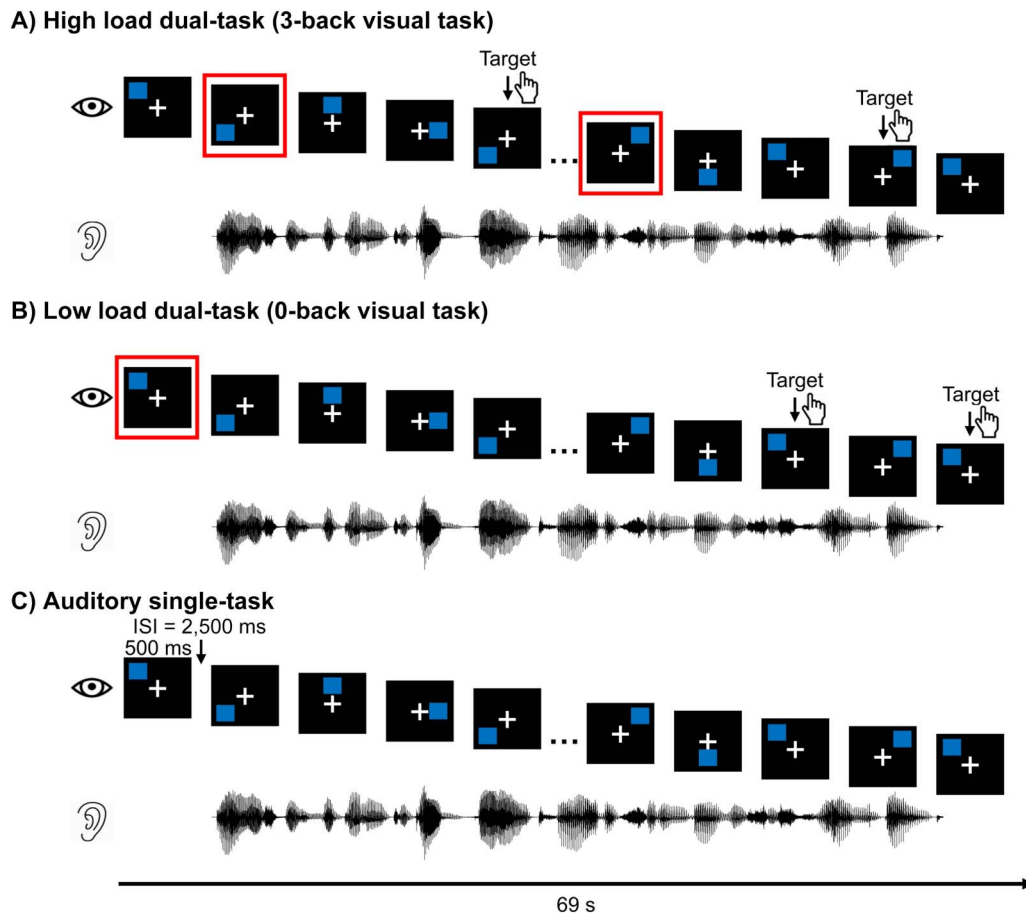 A) High load dual-task (3-back visual task)
Target
Target
...
B) Low load dual-task (0-back visual task)
Target
Target
...
C) Auditory single-task
ISI = 2,500 ms
500 ms
...
69 s